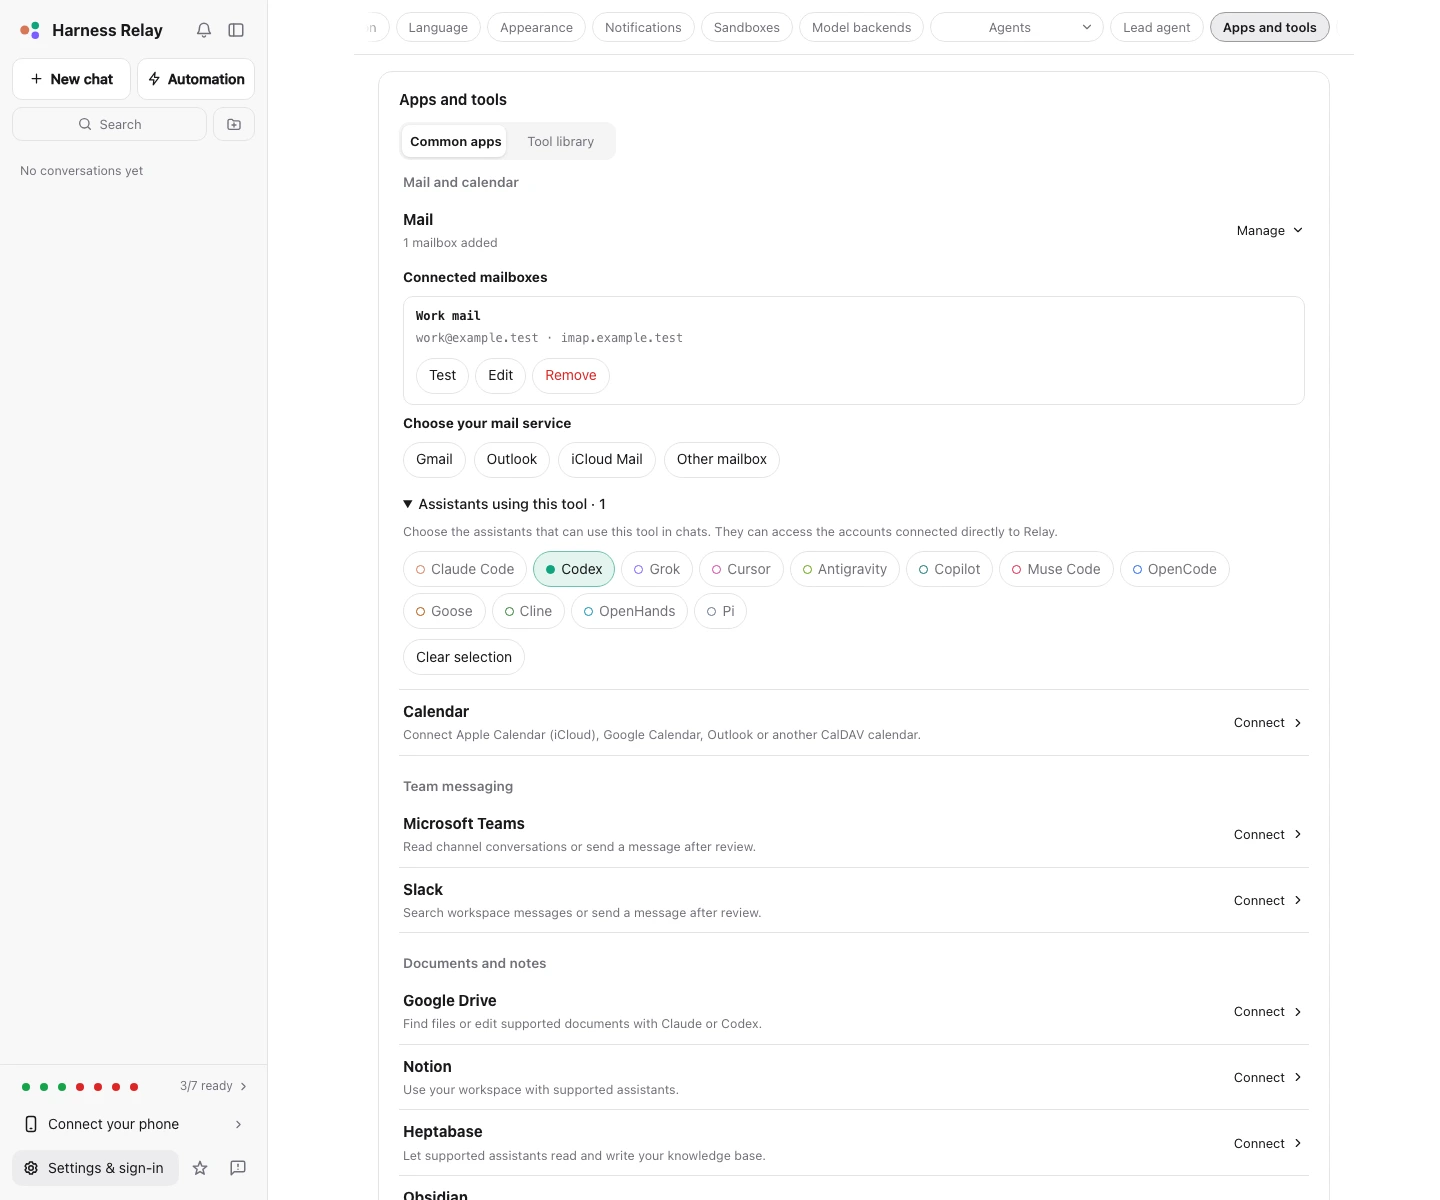 Harness Relay
New chat
Automation
Search
No conversations yet
3/7 ready
Connect your phone
Settings & sign-in
Language
Appearance
Notifications
Sandboxes
Model backends
Agents
Lead agent
Apps and tools
Apps and tools
Common apps
Tool library
Mail and calendar
Mail
1 mailbox added
Manage
Connected mailboxes
Work mail
work@example.test · imap.example.test
Test
Edit
Remove
Choose your mail service
Gmail
Outlook
iCloud Mail
Other mailbox
Assistants using this tool · 1
Choose the assistants that can use this tool in chats. They can access the accounts connected directly to Relay.
Claude Code
Codex
Grok
Cursor
Antigravity
Copilot
Muse Code
OpenCode
Goose
Cline
OpenHands
Pi
Clear selection
Calendar
Connect Apple Calendar (iCloud), Google Calendar, Outlook or another CalDAV calendar.
Connect
Team messaging
Microsoft Teams
Read channel conversations or send a message after review.
Connect
Slack
Search workspace messages or send a message after review.
Connect
Documents and notes
Google Drive
Find files or edit supported documents with Claude or Codex.
Connect
Notion
Use your workspace with supported assistants.
Connect
Heptabase
Let supported assistants read and write your knowledge base.
Connect
Obsidian